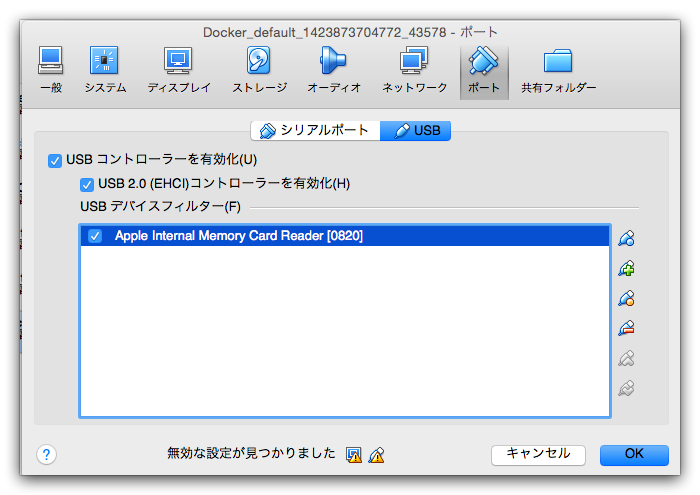 Docker_default_1423873704772_43578 - ポート
一般 システム ディスプレイ ストレージ オーディオ ネットワーク ポート 共有フォルダー
シリアルポート USB
USB コントローラーを有効化(U)
USB 2.0 (EHCI)コントローラーを有効化(H)
USB デバイスフィルター(F)
Apple Internal Memory Card Reader [0820]
? 無効な設定が見つかりました キャンセル OK